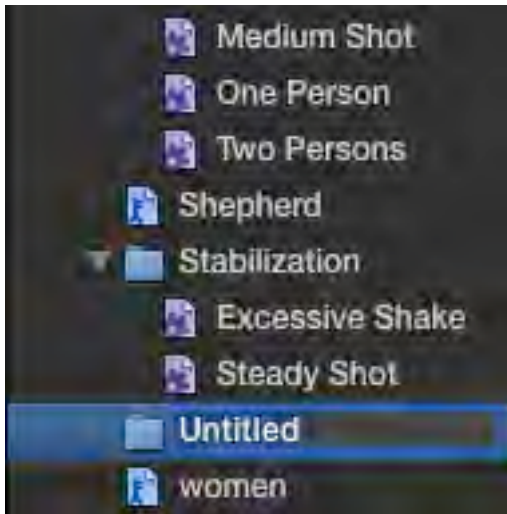 Medium Shot
One Person
Two Persons
Shepherd
Stabilization
Excessive Shake
Steady Shot
Untitled
women